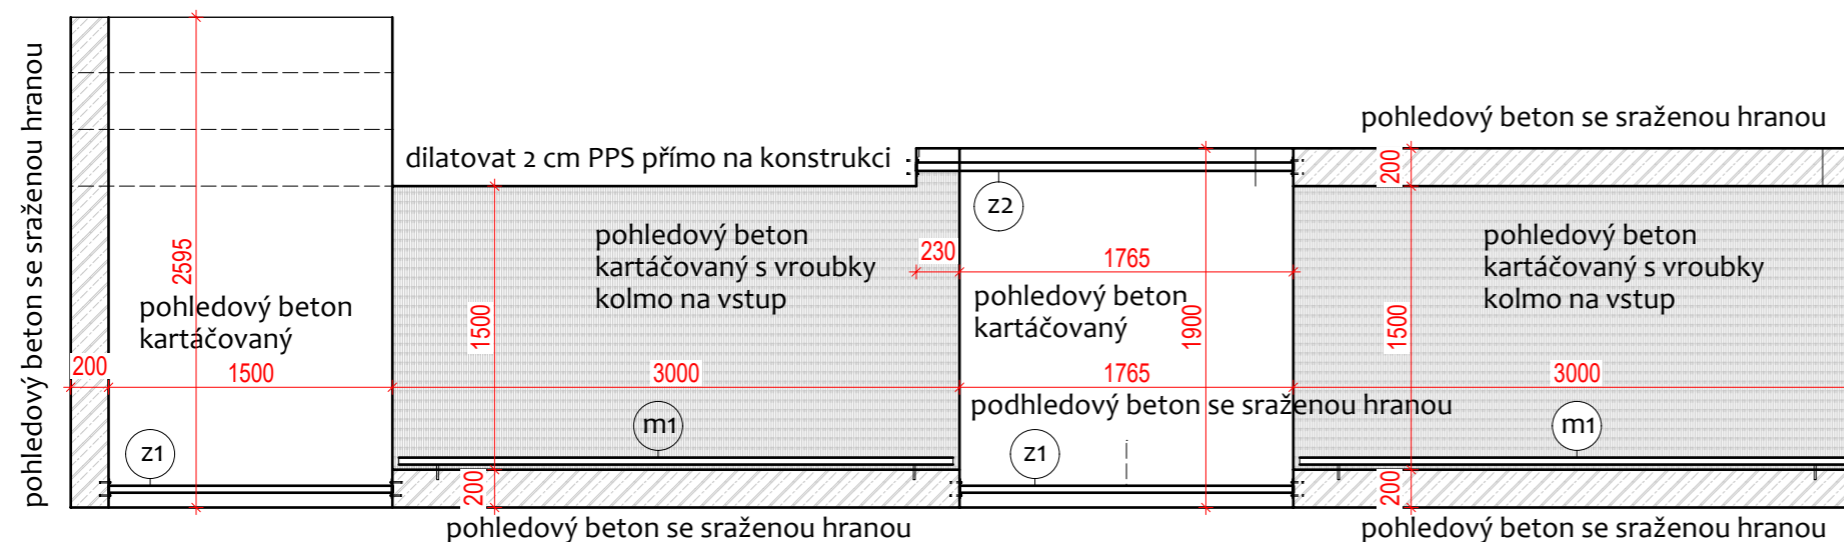 pohledový beton se sraženou hranou
pohledový beton se sraženou hranou
dilatovat 2 cm PPS přímo na konstrukci
200
z2
2595
pohledový beton
kartáčovaný s vroubky
kolmo na vstup
230
1765
pohledový beton
kartáčovaný s vroubky
kolmo na vstup
pohledový beton
kartáčovaný
1500
pohledový beton
kartáčovaný
1900
1500
200
1500
3000
1765
3000
podhledový beton se sraženou hranou
z1
m1
z1
m1
200
200
pohledový beton se sraženou hranou
pohledový beton se sraženou hranou